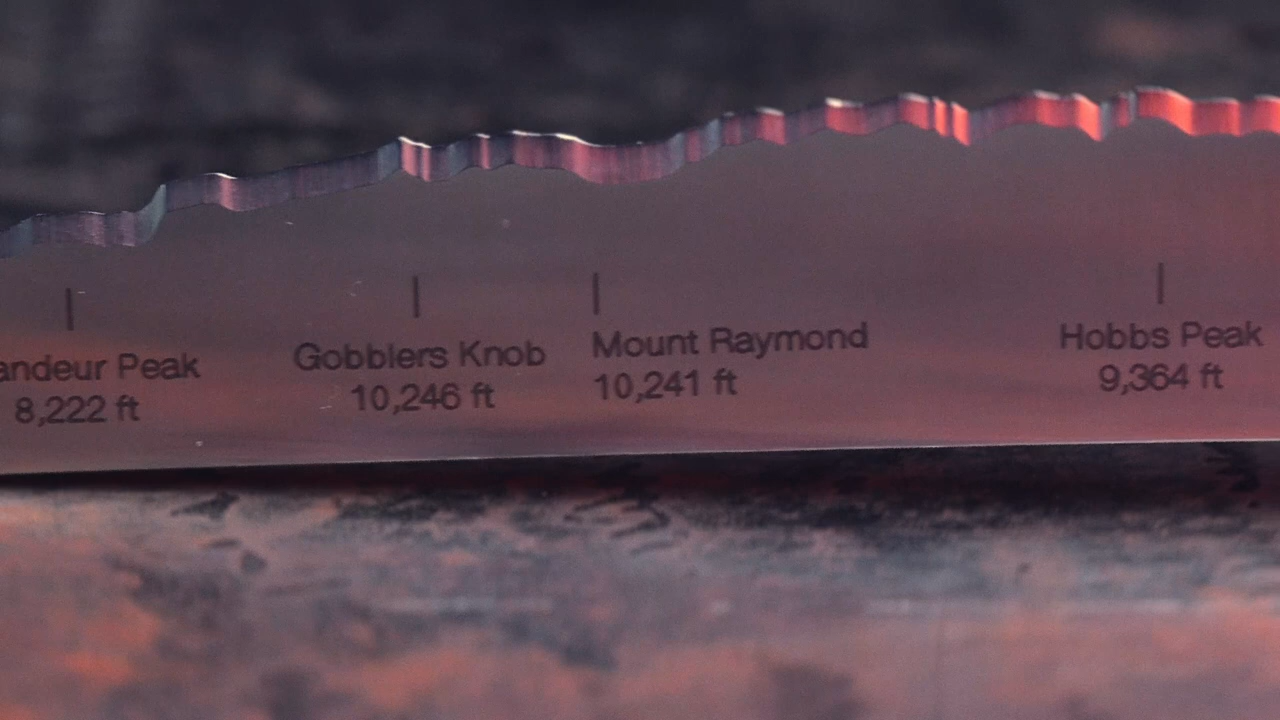 andeur Peak
8,222 ft
Gobblers Knob
10,246 ft
Mount Raymond
10,241 ft
Hobbs Peak
9,364 ft